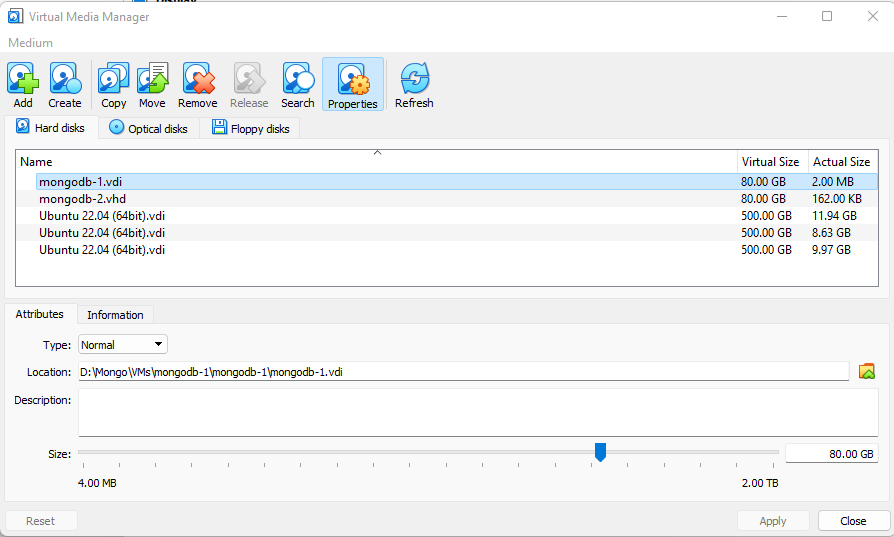 Display
Virtual Media Manager
Medium
Add Create Copy Move Remove Release Search Properties Refresh
Hard disks Optical disks Floppy disks
Name Virtual Size Actual Size
mongodb-1.vdi 80.00 GB 2.00 MB
mongodb-2.vhd 80.00 GB 162.00 KB
Ubuntu 22.04 (64bit).vdi 500.00 GB 11.94 GB
Ubuntu 22.04 (64bit).vdi 500.00 GB 8.63 GB
Ubuntu 22.04 (64bit).vdi 500.00 GB 9.97 GB
Attributes Information
Type: Normal
Location: D:\Mongo\VMs\mongodb-1\mongodb-1\mongodb-1.vdi
Description:
Size: 80.00 GB
4.00 MB 2.00 TB
Reset Apply Close